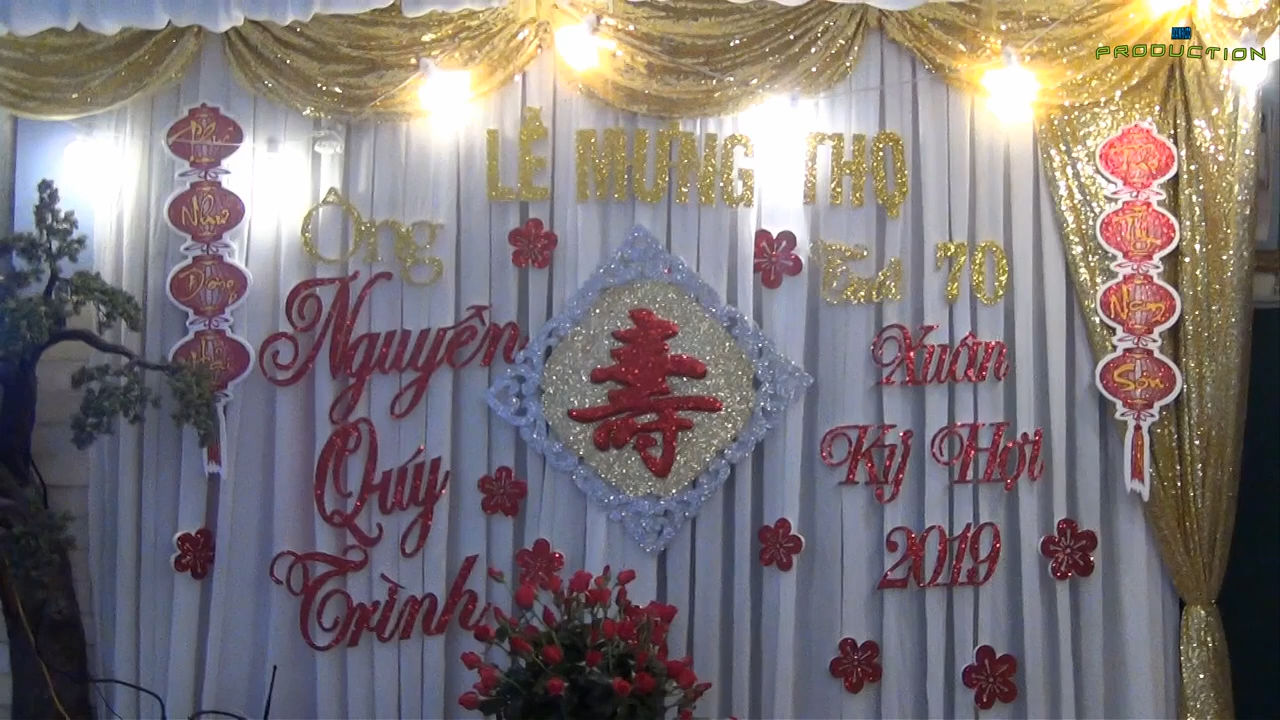 PRODUCTION
LỄ MỪNG THỌ
Ông
Nguyễn
Quý
Trình
壽
70
Xuân
Kỷ Hợi
2019
Phúc
Như
Đông
Hải
Thọ
Tỷ
Nam
Sơn